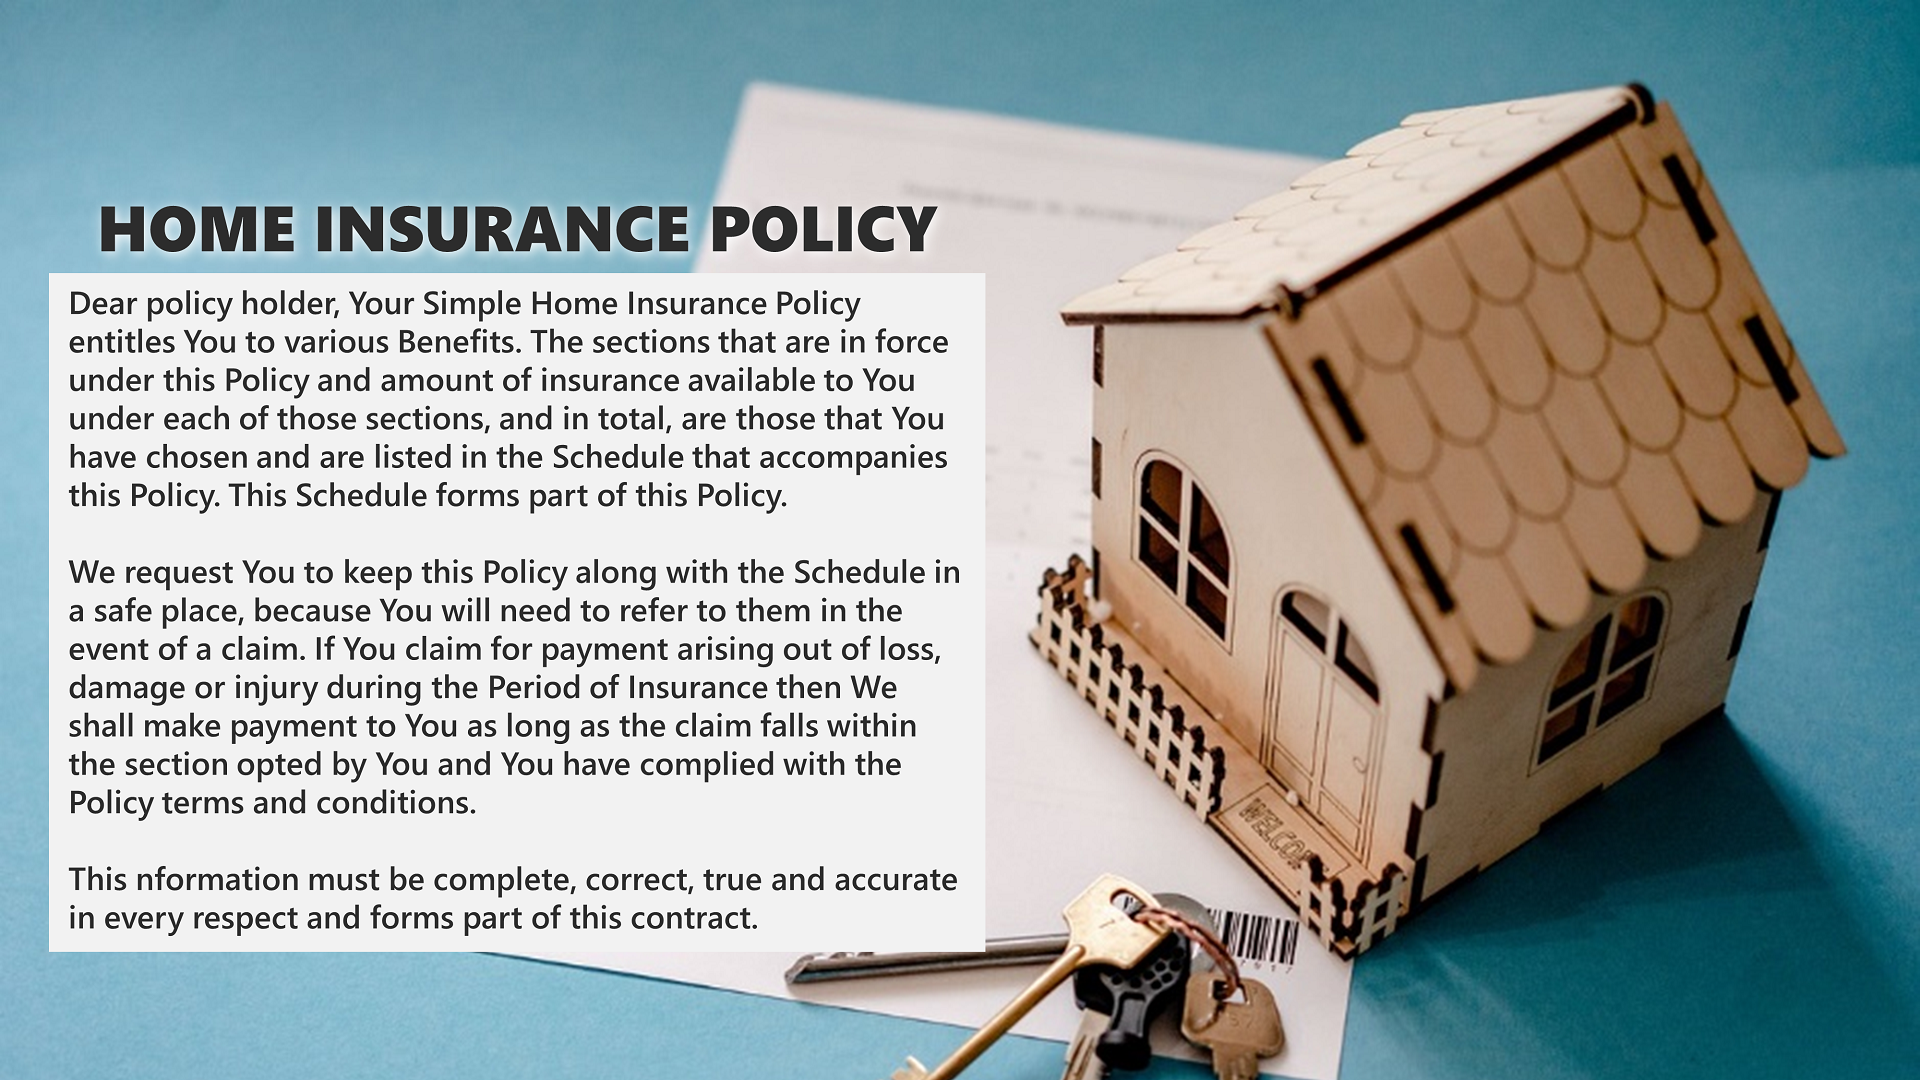 HOME INSURANCE POLICY
Dear policy holder, Your Simple Home Insurance Policy
entitles You to various Benefits. The sections that are in force
under this Policy and amount of insurance available to You
under each of those sections, and in total, are those that You
have chosen and are listed in the Schedule that accompanies
this Policy. This Schedule forms part of this Policy.
We request You to keep this Policy along with the Schedule in
a safe place, because You will need to refer to them in the
event of a claim. If You claim for payment arising out of loss,
damage or injury during the Period of Insurance then We
shall make payment to You as long as the claim falls within
the section opted by You and You have complied with the
Policy terms and conditions.
This nformation must be complete, correct, true and accurate
in every respect and forms part of this contract.